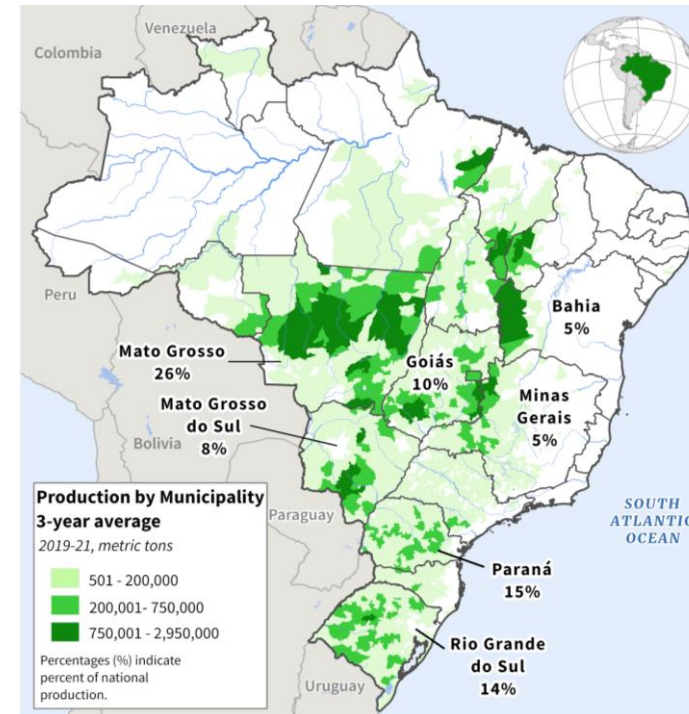 Venezuela
Colombia
Peru
Bahia
5%
Mato Grosso
26%
Goiás
10%
Mato Grosso
do Sul
8%
Minas
Gerais
5%
Bolivia
Production by Municipality
3-year average
2019-21, metric tons
501 - 200,000
200,001- 750,000
750,001 - 2,950,000
Percentages (%) indicate
percent of national
production.
Paraguay
SOUTH
ATLANTIC
OCEAN
Paraná
15%
Rio Grande
do Sul
14%
Uruguay